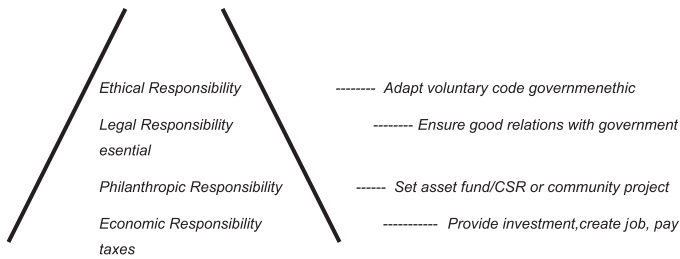 Ethical Responsibility -------- Adapt voluntary code governmenethic
Legal Responsibility -------- Ensure good relations with government
esential
Philanthropic Responsibility ------ Set asset fund/CSR or community project
Economic Responsibility ----------- Provide investment,create job, pay
taxes